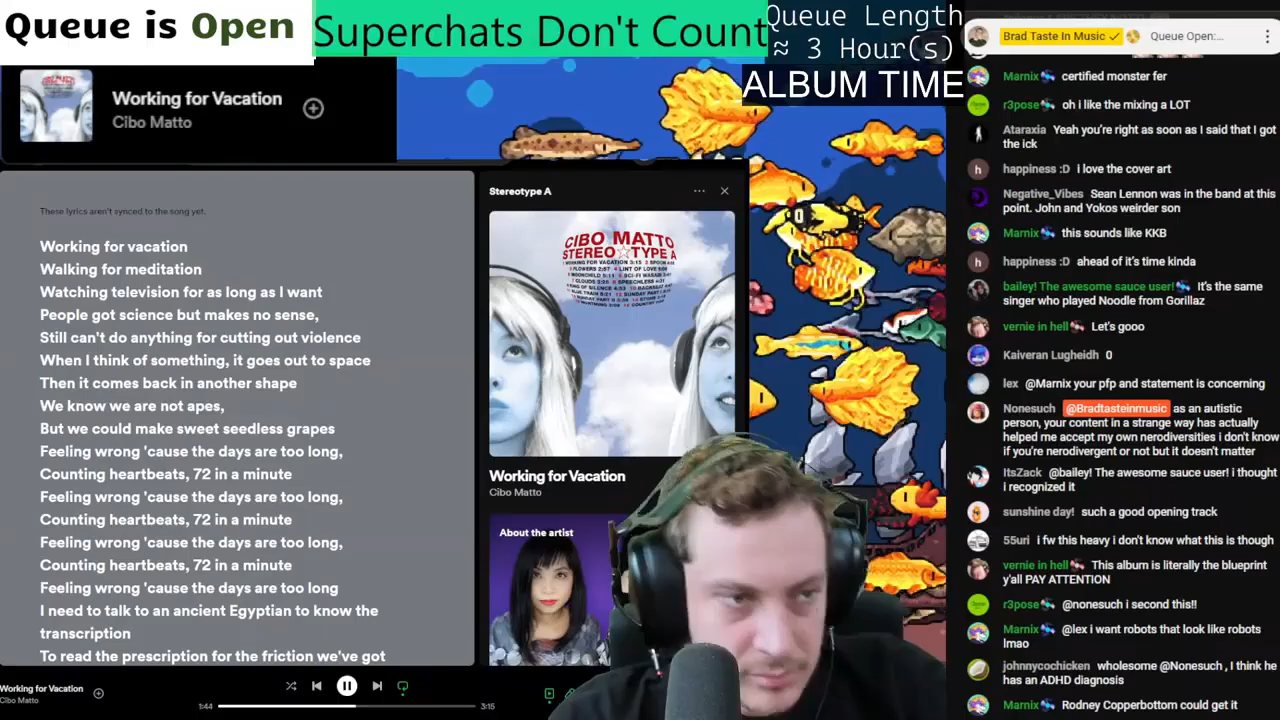 Queue is Open
Superchats Don't Count
Queue Length
≈ 3 Hour(s)
ALBUM TIME
Working for Vacation
Cibo Matto
These lyrics aren't synced to the song yet.
Working for vacation
Walking for meditation
Watching television for as long as I want
People got science but makes no sense,
Still can't do anything for cutting out violence
When I think of something, it goes out to space
Then it comes back in another shape
We know we are not apes,
But we could make sweet seedless grapes
Feeling wrong 'cause the days are too long,
Counting heartbeats, 72 in a minute
Feeling wrong 'cause the days are too long,
Counting heartbeats, 72 in a minute
Feeling wrong 'cause the days are too long,
Counting heartbeats, 72 in a minute
Feeling wrong 'cause the days are too long
I need to talk to an ancient Egyptian to know the
transcription
To read the prescription for the friction we've got
Stereotype A
CIBO MATTO
STEREO☆TYPE A
Working for Vacation
Cibo Matto
About the artist
Working for Vacation
Cibo Matto
1:44
3:15
Brad Taste In Music
Queue Open:...
Marnix certified monster fer
r3pose oh i like the mixing a LOT
Ataraxia Yeah you're right as soon as I said that I got
the ick
happiness :D i love the cover art
Negative_Vibes Sean Lennon was in the band at this
point. John and Yokos weirder son
Marnix this sounds like KKB
happiness :D ahead of it's time kinda
bailey! The awesome sauce user! It's the same
singer who played Noodle from Gorillaz
vernie in hell Let's gooo
Kaiveran Lugheidh 0
lex @Marnix your pfp and statement is concerning
Nonesuch @Bradtasteinmusic as an autistic
person, your content in a strange way has actually
helped me accept my own nerodiversities i don't know
if you're nerodivergent or not but it doesn't matter
ItsZack @bailey! The awesome sauce user! i thought
i recognized it
sunshine day! such a good opening track
55uri i fw this heavy i don't know what this is though
vernie in hell This album is literally the blueprint
y'all PAY ATTENTION
r3pose @nonesuch i second this!!
Marnix @lex i want robots that look like robots
lmao
johnnycochicken wholesome @Nonesuch , I think he
has an ADHD diagnosis
Marnix Rodney Copperbottom could get it